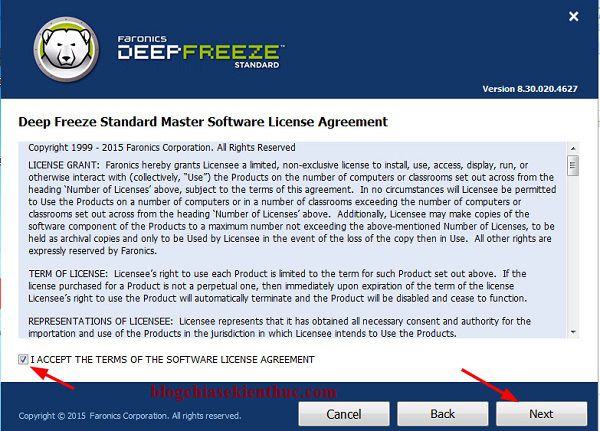 FARONICS
DEEPFREEZE™
STANDARD
Version 8.30.020.4627
Deep Freeze Standard Master Software License Agreement
Copyright 1999 - 2015 Faronics Corporation. All Rights Reserved
LICENSE GRANT: Faronics hereby grants Licensee a limited, non-exclusive license to install, use, access, display, run, or
otherwise interact with (collectively, "Use") the Products on the number of computers or classrooms set out across from the
heading 'Number of Licenses' above, subject to the terms of this agreement. In no circumstances will Licensee be permitted
to Use the Products on a number of computers or in a number of classrooms exceeding the number of computers or
classrooms set out across from the heading 'Number of Licenses' above. Additionally, Licensee may make copies of the
software component of the Products to a maximum number not exceeding the above-mentioned Number of Licenses, to be
held as archival copies and only to be Used by Licensee in the event of the loss of the copy then in Use. All other rights are
expressly reserved by Faronics.
TERM OF LICENSE: Licensee's right to use each Product is limited to the term for such Product set out above. If the
license purchased for a Product is not a perpetual one, then immediately upon expiration of the term of the license
Licensee's right to use the Product will automatically terminate and the Product will be disabled and cease to function.
REPRESENTATIONS OF LICENSEE: Licensee represents that it has obtained all necessary consent and authority for the
importation and use of the Products in the jurisdiction in which Licensee intends to Use the Products.
I ACCEPT THE TERMS OF THE SOFTWARE LICENSE AGREEMENT
blogchiasekienthuc.com
Copyright © 2015 Faronics Corporation. All rights reserved.
Cancel
Back
Next